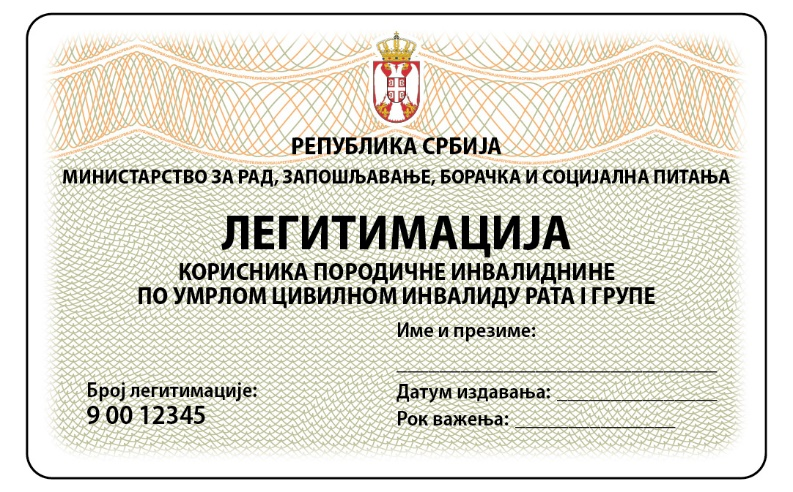 РЕПУБЛИКА СРБИЈА
МИНИСТАРСТВО ЗА РАД, ЗАПОШЉАВАЊЕ, БОРАЧКА И СОЦИЈАЛНА ПИТАЊА
ЛЕГИТИМАЦИЈА
КОРИСНИКА ПОРОДИЧНЕ ИНВАЛИДНИНЕ
ПО УМРЛОМ ЦИВИЛНОМ ИНВАЛИДУ РАТА I ГРУПЕ
Име и презиме:
Број легитимације:
9 00 12345
Датум издавања:
Рок важења: